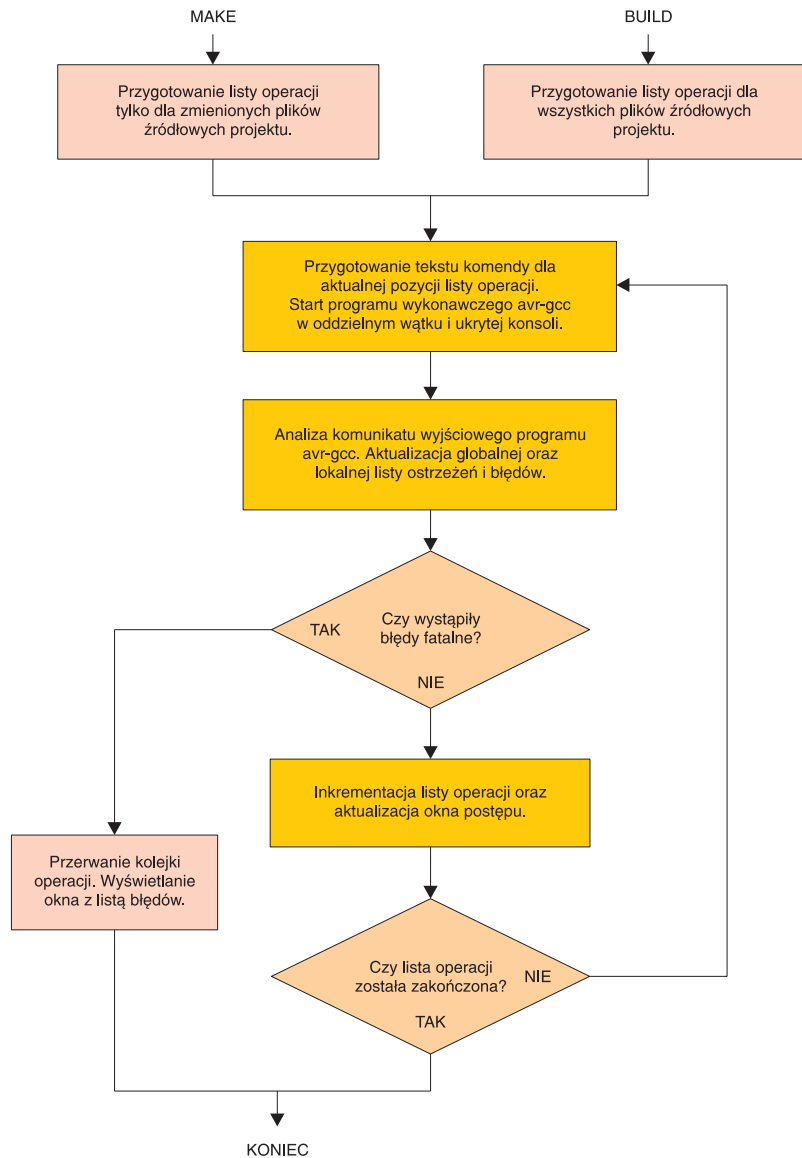 MAKE
BUILD
Przygotowanie listy operacji
tylko dla zmienionych plików
źródłowych projektu.
Przygotowanie listy operacji dla
wszystkich plików źródłowych
projektu.
Przygotowanie tekstu komendy dla
aktualnej pozycji listy operacji.
Start programu wykonawczego avr-gcc
w oddzielnym wątku i ukrytej konsoli.
Analiza komunikatu wyjściowego programu
avr-gcc. Aktualizacja globalnej oraz
lokalnej listy ostrzeżeń i błędów.
Czy wystąpiły
błędy fatalne?
TAK
NIE
Inkrementacja listy operacji oraz
aktualizacja okna postępu.
Przerwanie kolejki
operacji. Wyświetlanie
okna z listą błędów.
Czy lista operacji
została zakończona?
NIE
TAK
KONIEC